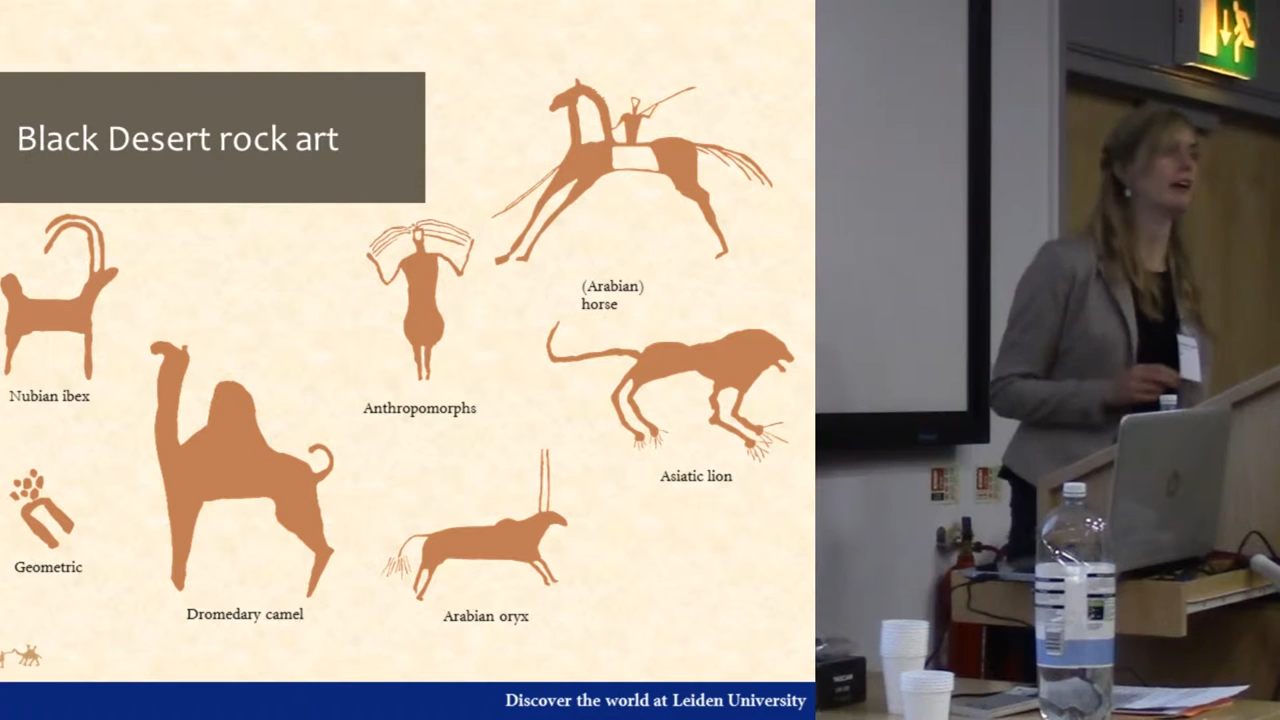 Black Desert rock art
(Arabian)
horse
Nubian ibex
Anthropomorphs
Asiatic lion
Geometric
Dromedary camel
Arabian oryx
Discover the world at Leiden University
TASCAM